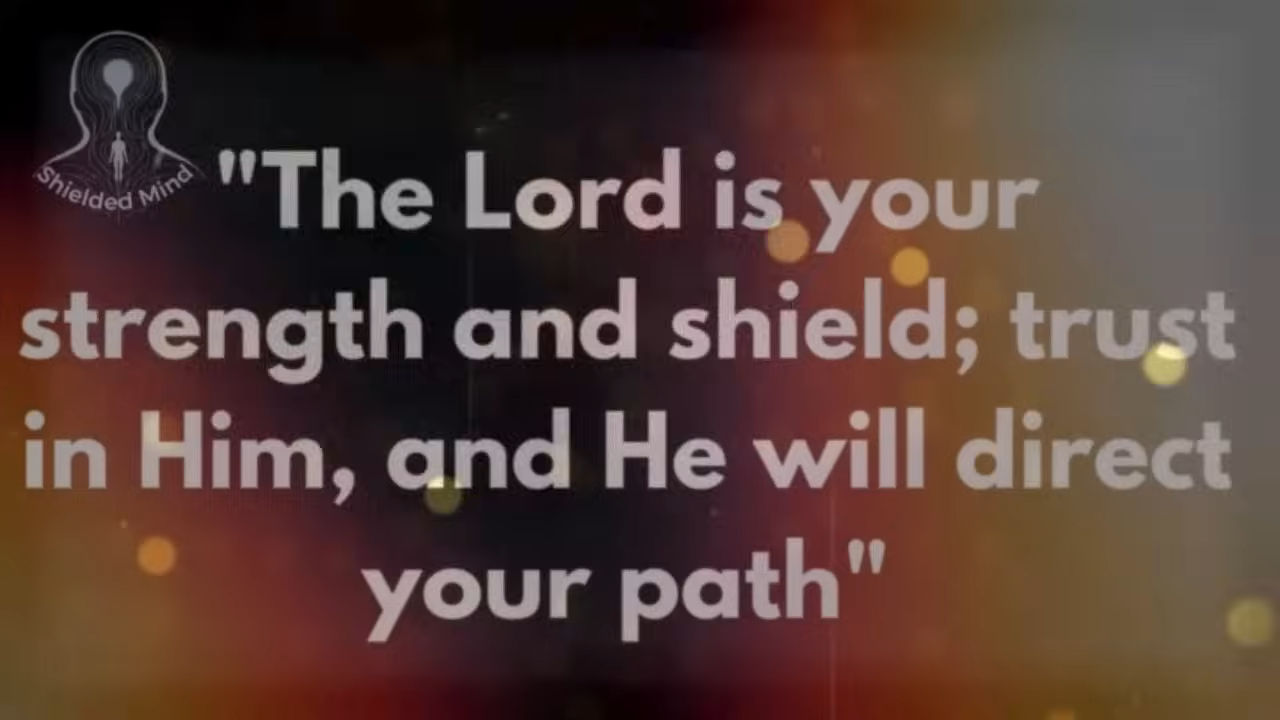 Shielded Mind
"The Lord is your
strength and shield; trust
in Him, and He will direct
your path"